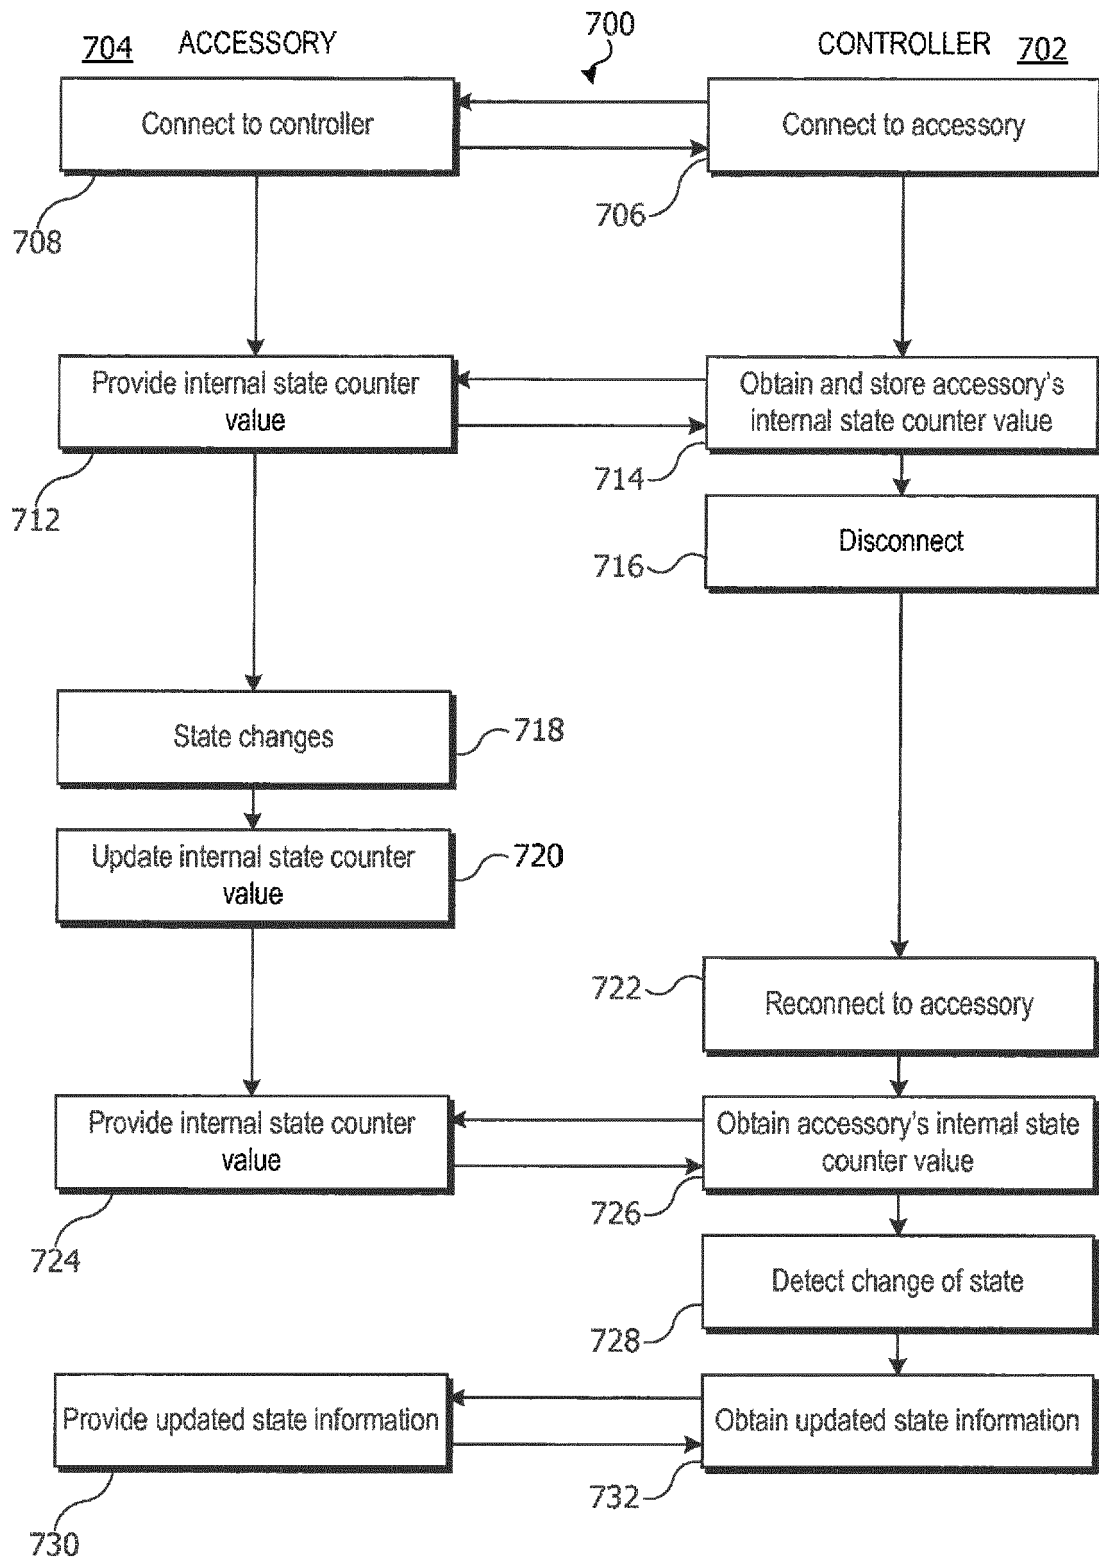 700
704 ACCESSORY
CONTROLLER 702
Connect to controller
Connect to accessory
708
706
Provide internal state counter
value
Obtain and store accessory's
internal state counter value
712
714
Disconnect
716
State changes
718
Update internal state counter
value
720
722
Reconnect to accessory
Provide internal state counter
value
Obtain accessory's internal state
counter value
724
726
Detect change of state
728
Provide updated state information
Obtain updated state information
730
732